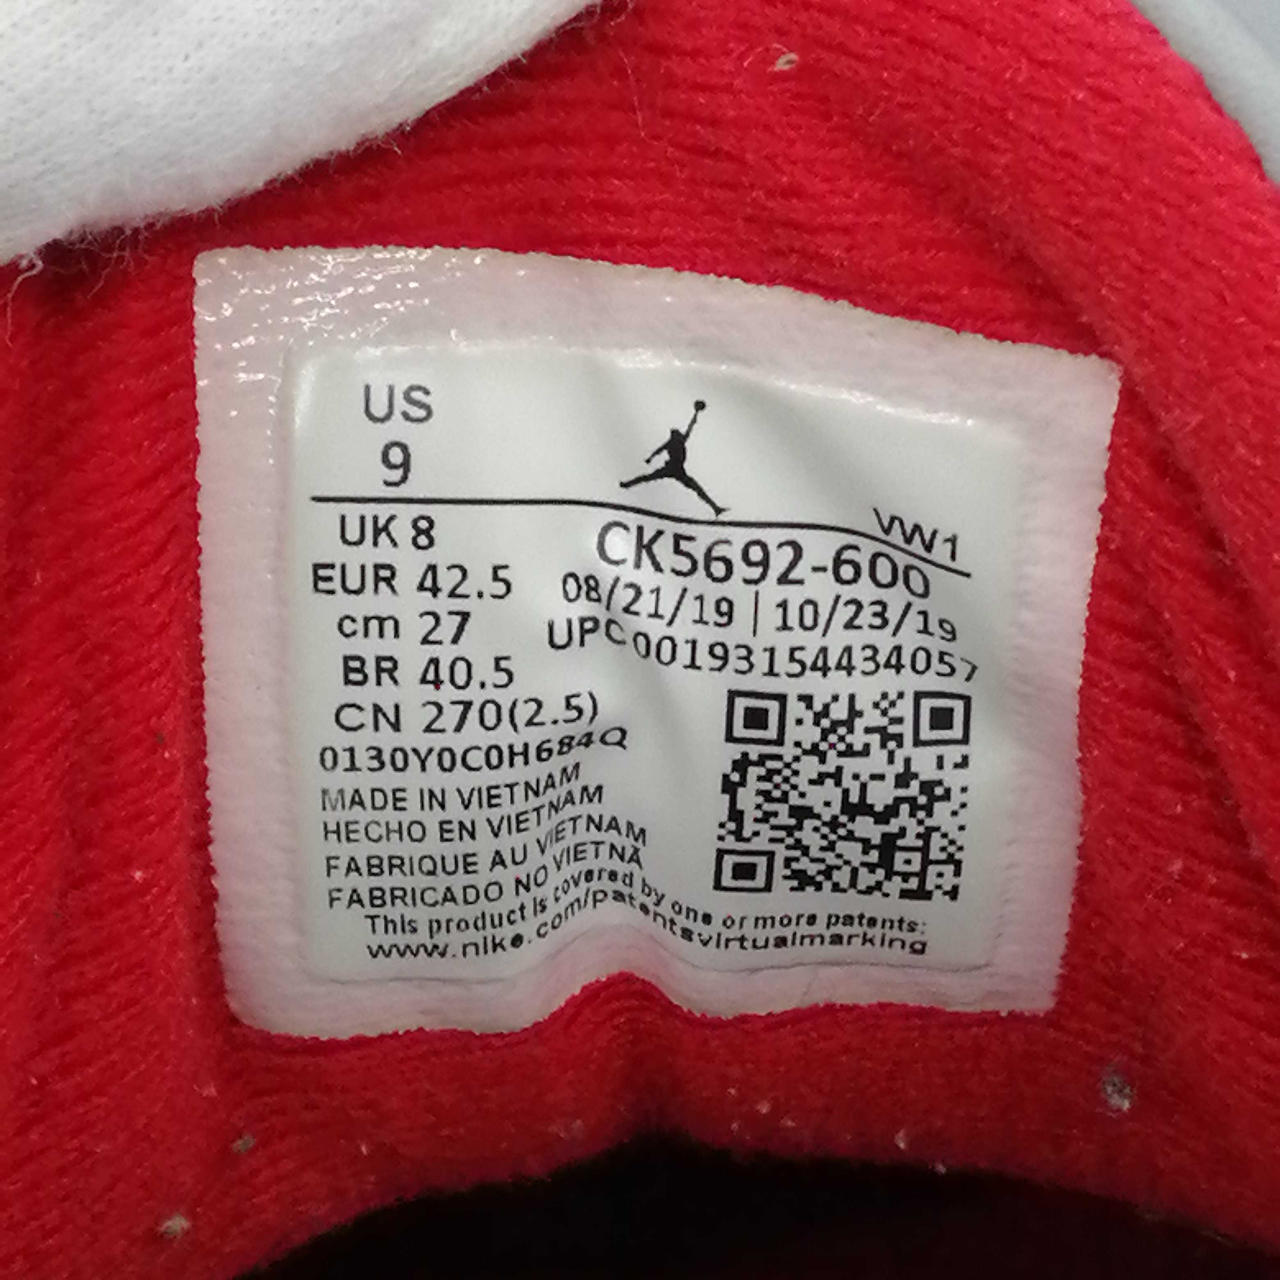 US
9
VW1
UK 8
CK5692-600
EUR 42.5
08/21/19 | 10/23/19
cm 27
UPC 00193154434057
BR 40.5
CN 270(2.5)
0130Y0C0H684Q
MADE IN VIETNAM
HECHO EN VIETNAM
FABRIQUE AU VIETNAM
FABRICADO NO VIETNÃ
This product is covered by one or more patents:
www.nike.com/patentsvirtualmarking